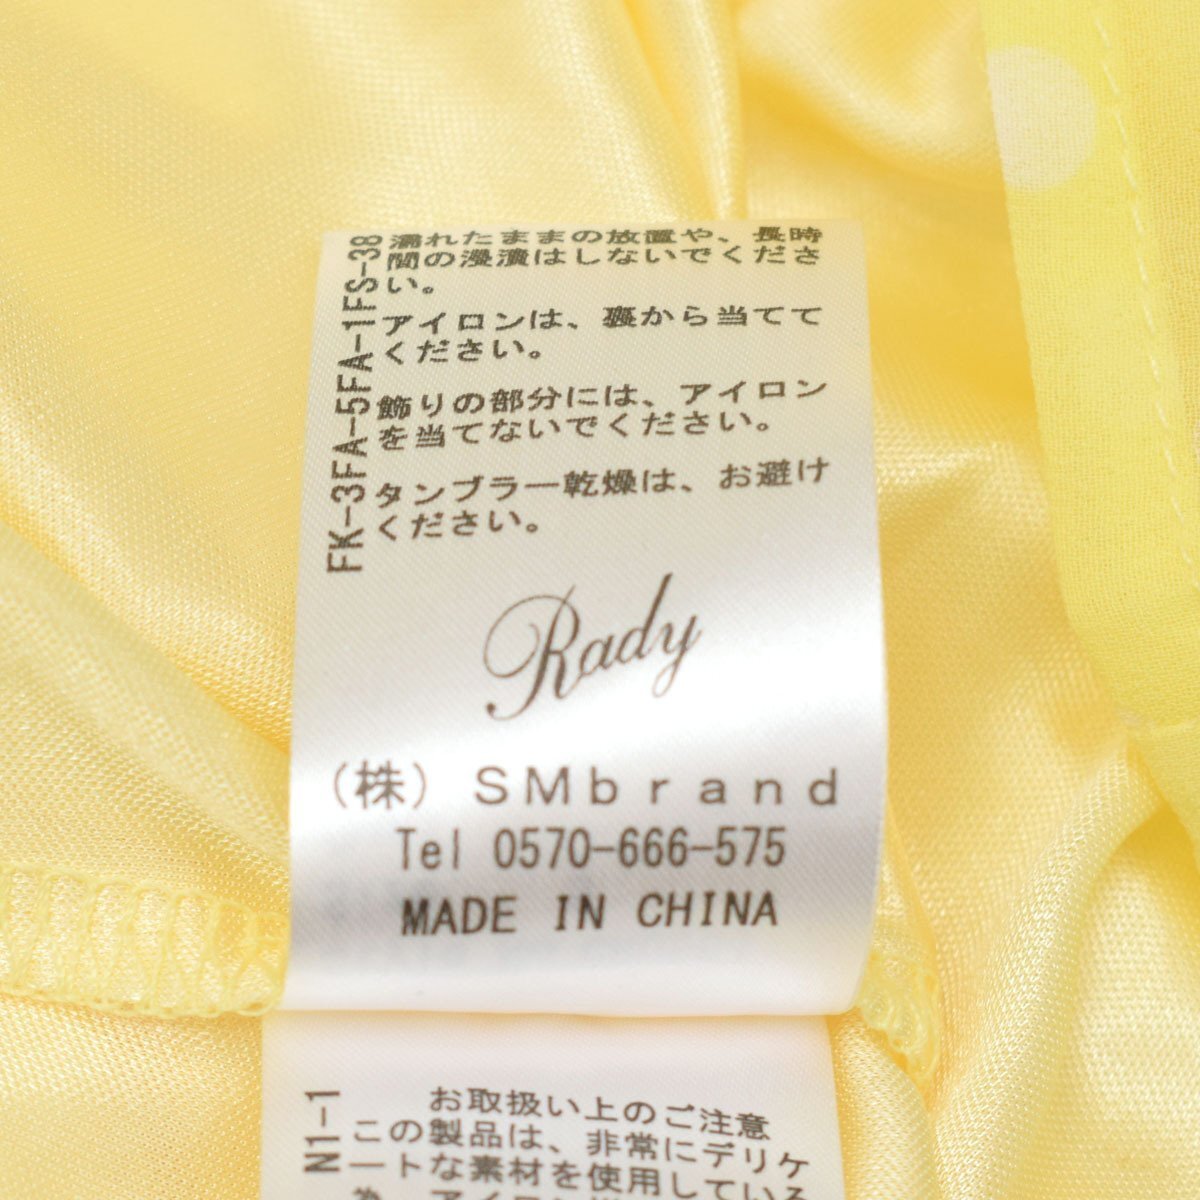 FK-3FA-5FA-1FS-38
濡れたままの放置や、長時
間の浸漬はしないでくださ
い。
アイロンは、裏から当てて
ください。
飾りの部分には、アイロン
を当てないでください。
タンブラー乾燥は、お避け
ください。
Rady
(株) SMbrand
Tel 0570-666-575
MADE IN CHINA
N1-1
お取扱い上のご注意
この製品は、非常にデリケ
ートな素材を使用している
為、アイロン